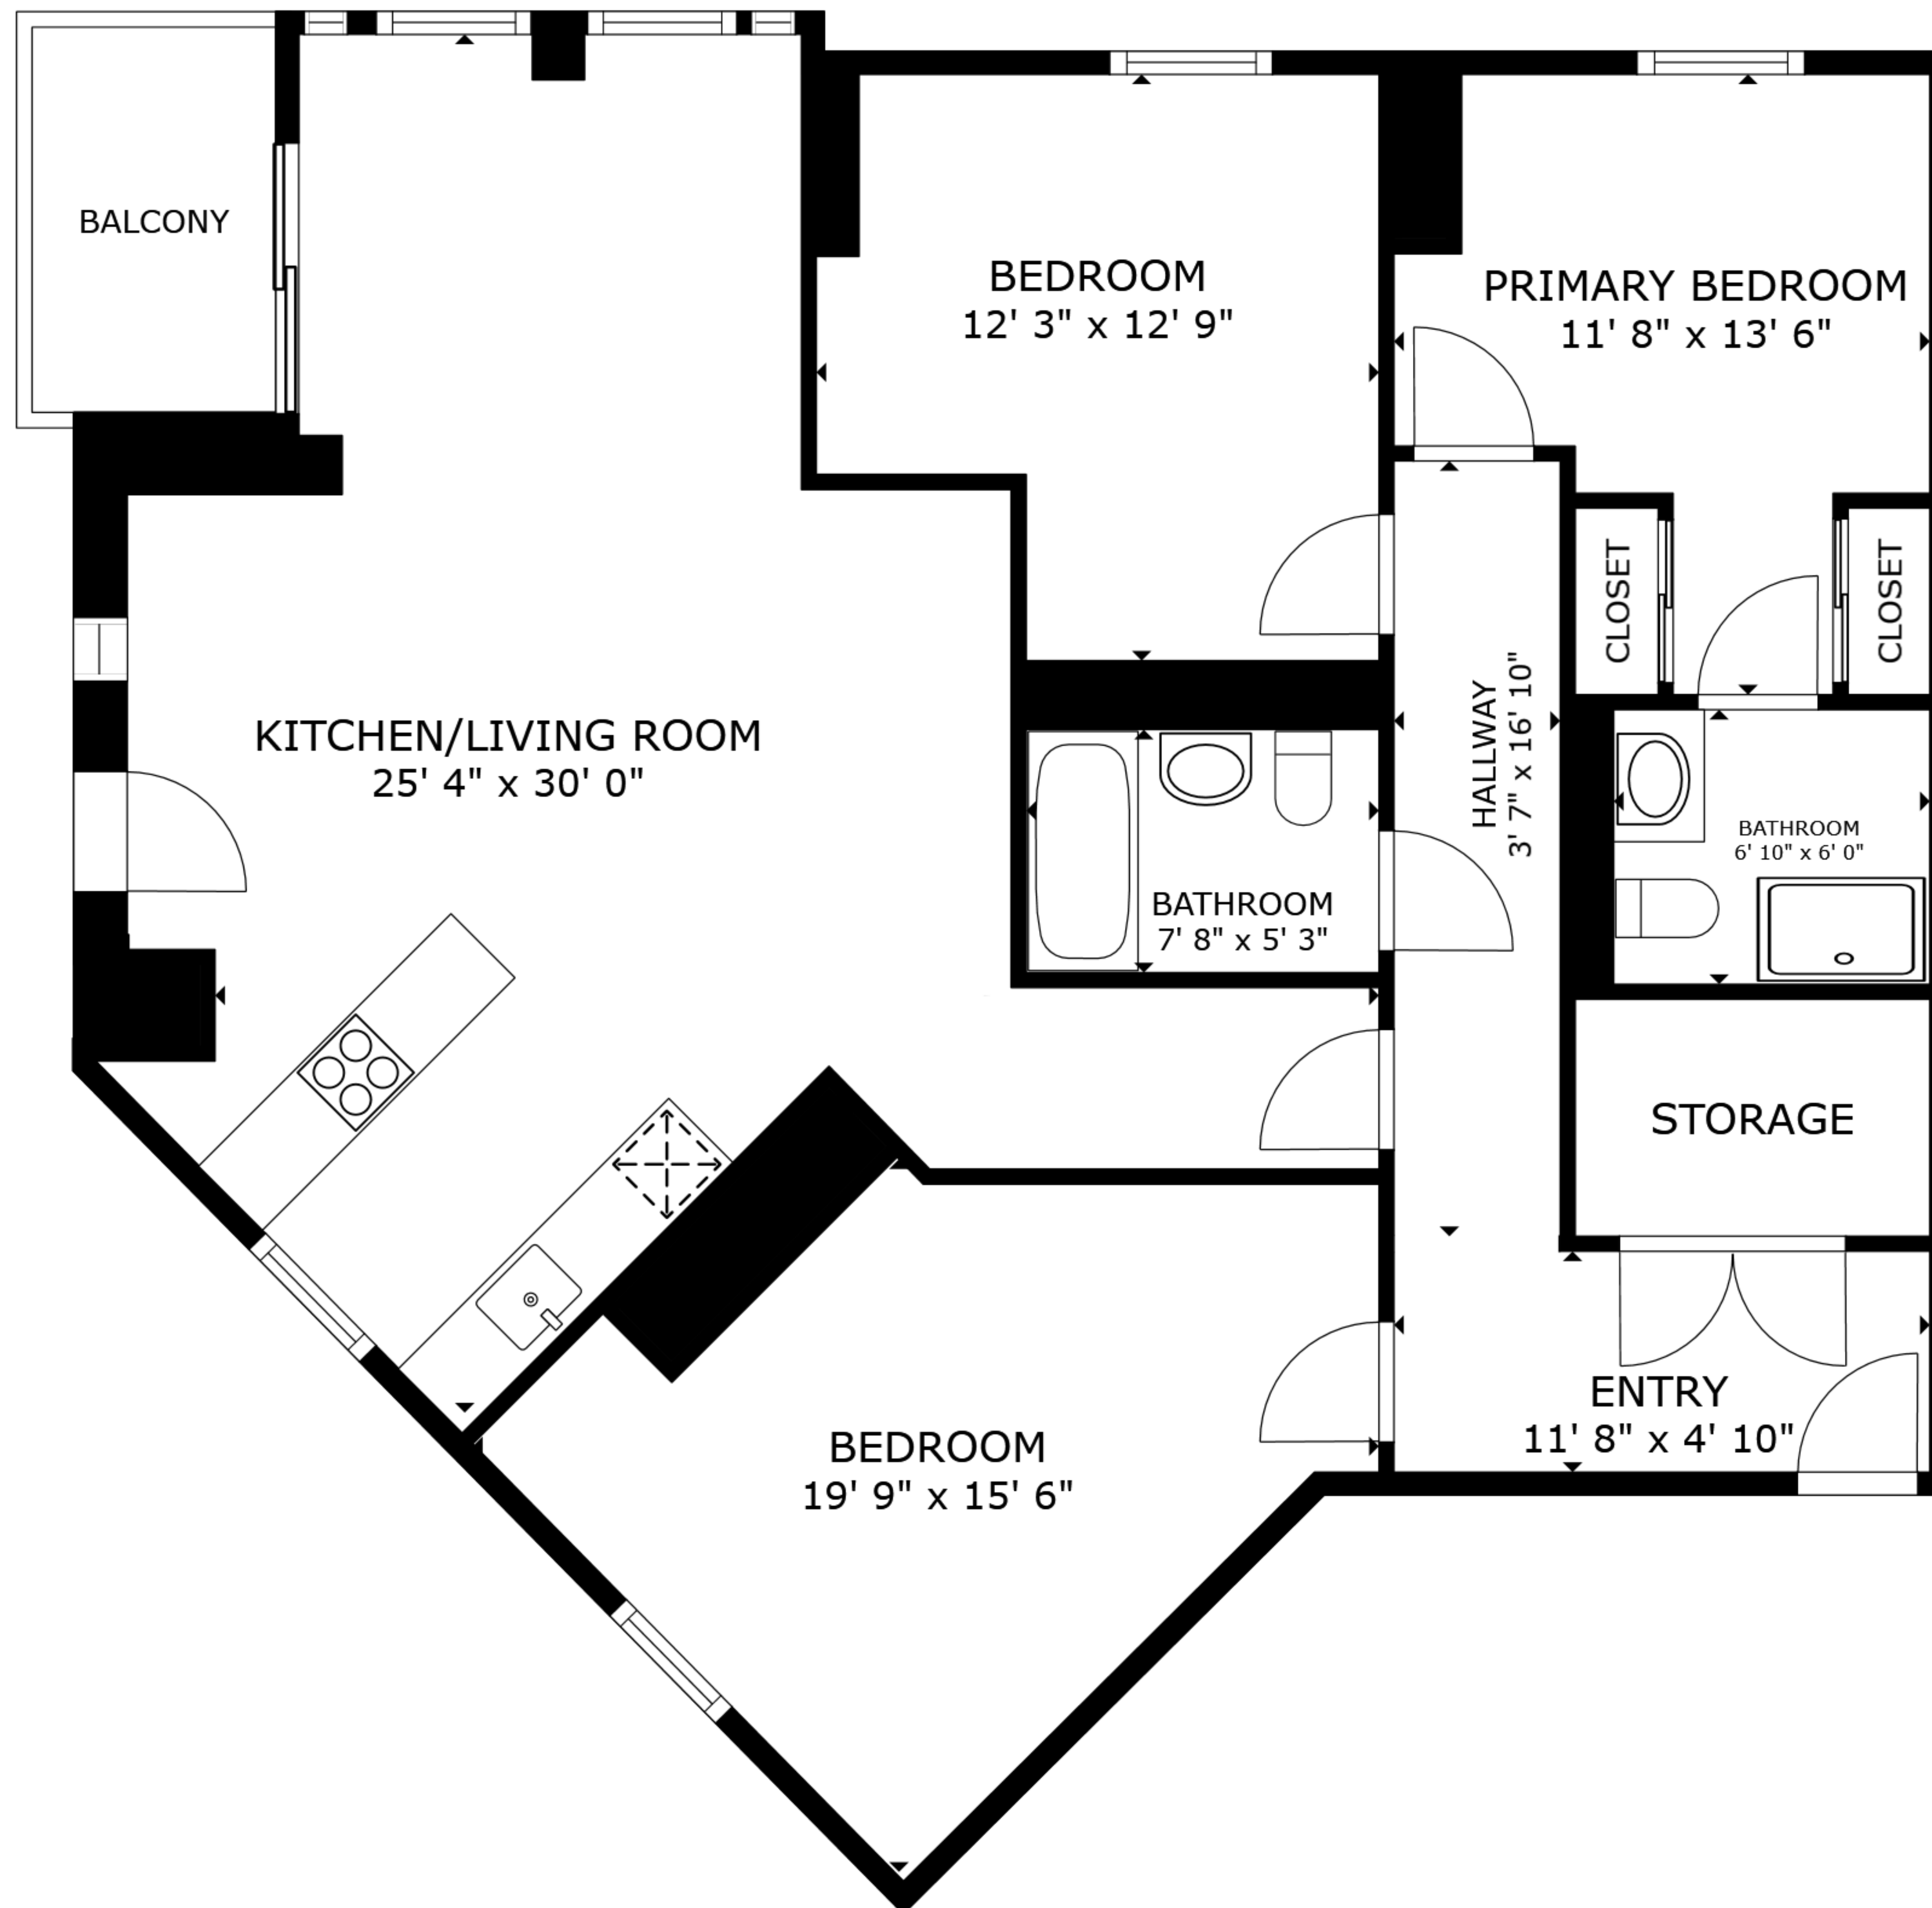 BALCONY
BEDROOM
12' 3" x 12' 9"
PRIMARY BEDROOM
11' 8" x 13' 6"
CLOSET
CLOSET
KITCHEN/LIVING ROOM
25' 4" x 30' 0"
HALLWAY
3' 7" x 16' 10"
BATHROOM
6' 10" x 6' 0"
BATHROOM
7' 8" x 5' 3"
STORAGE
ENTRY
11' 8" x 4' 10"
BEDROOM
19' 9" x 15' 6"